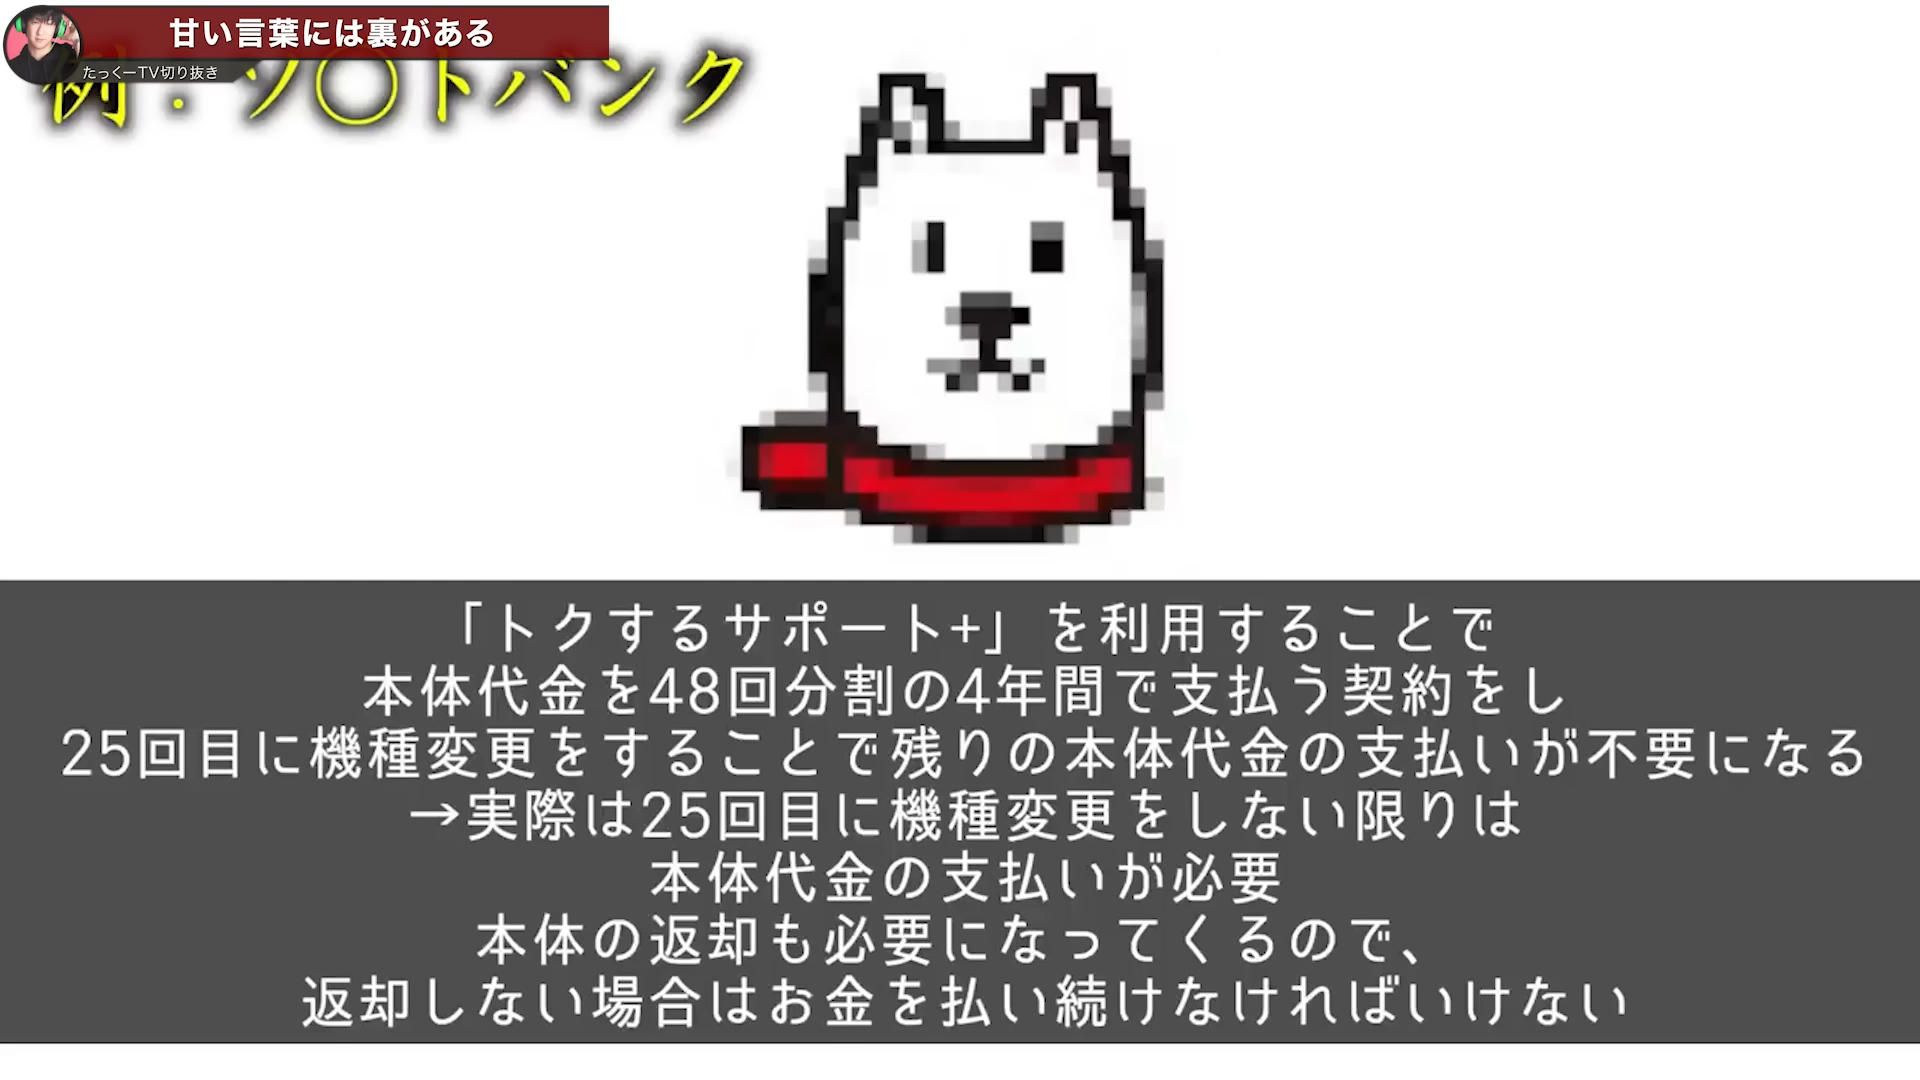 甘い言葉には裏がある
たっくーTV切り抜き
例：ソ〇トバンク
「トクするサポート+」を利用することで
本体代金を48回分割の4年間で支払う契約をし
25回目に機種変更をすることで残りの本体代金の支払いが不要になる
→実際は25回目に機種変更をしない限りは
本体代金の支払いが必要
本体の返却も必要になってくるので、
返却しない場合はお金を払い続けなければいけない